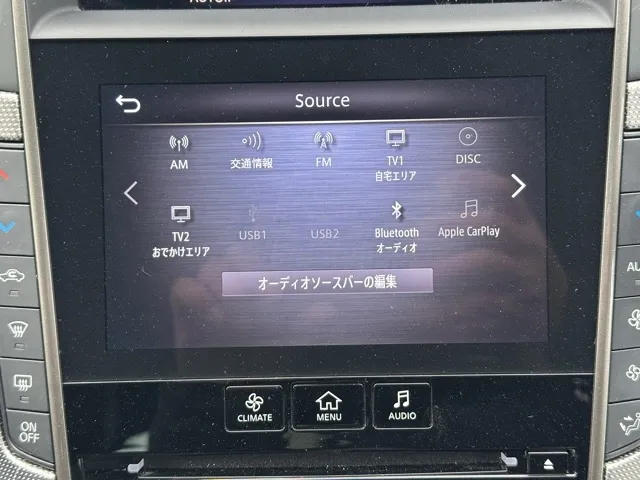 Source
AM
交通情報
FM
TV1
自宅エリア
DISC
TV2
おでかけエリア
USB1
USB2
Bluetooth
オーディオ
Apple CarPlay
オーディオソースバーの編集
CLIMATE
MENU
AUDIO
ON
OFF